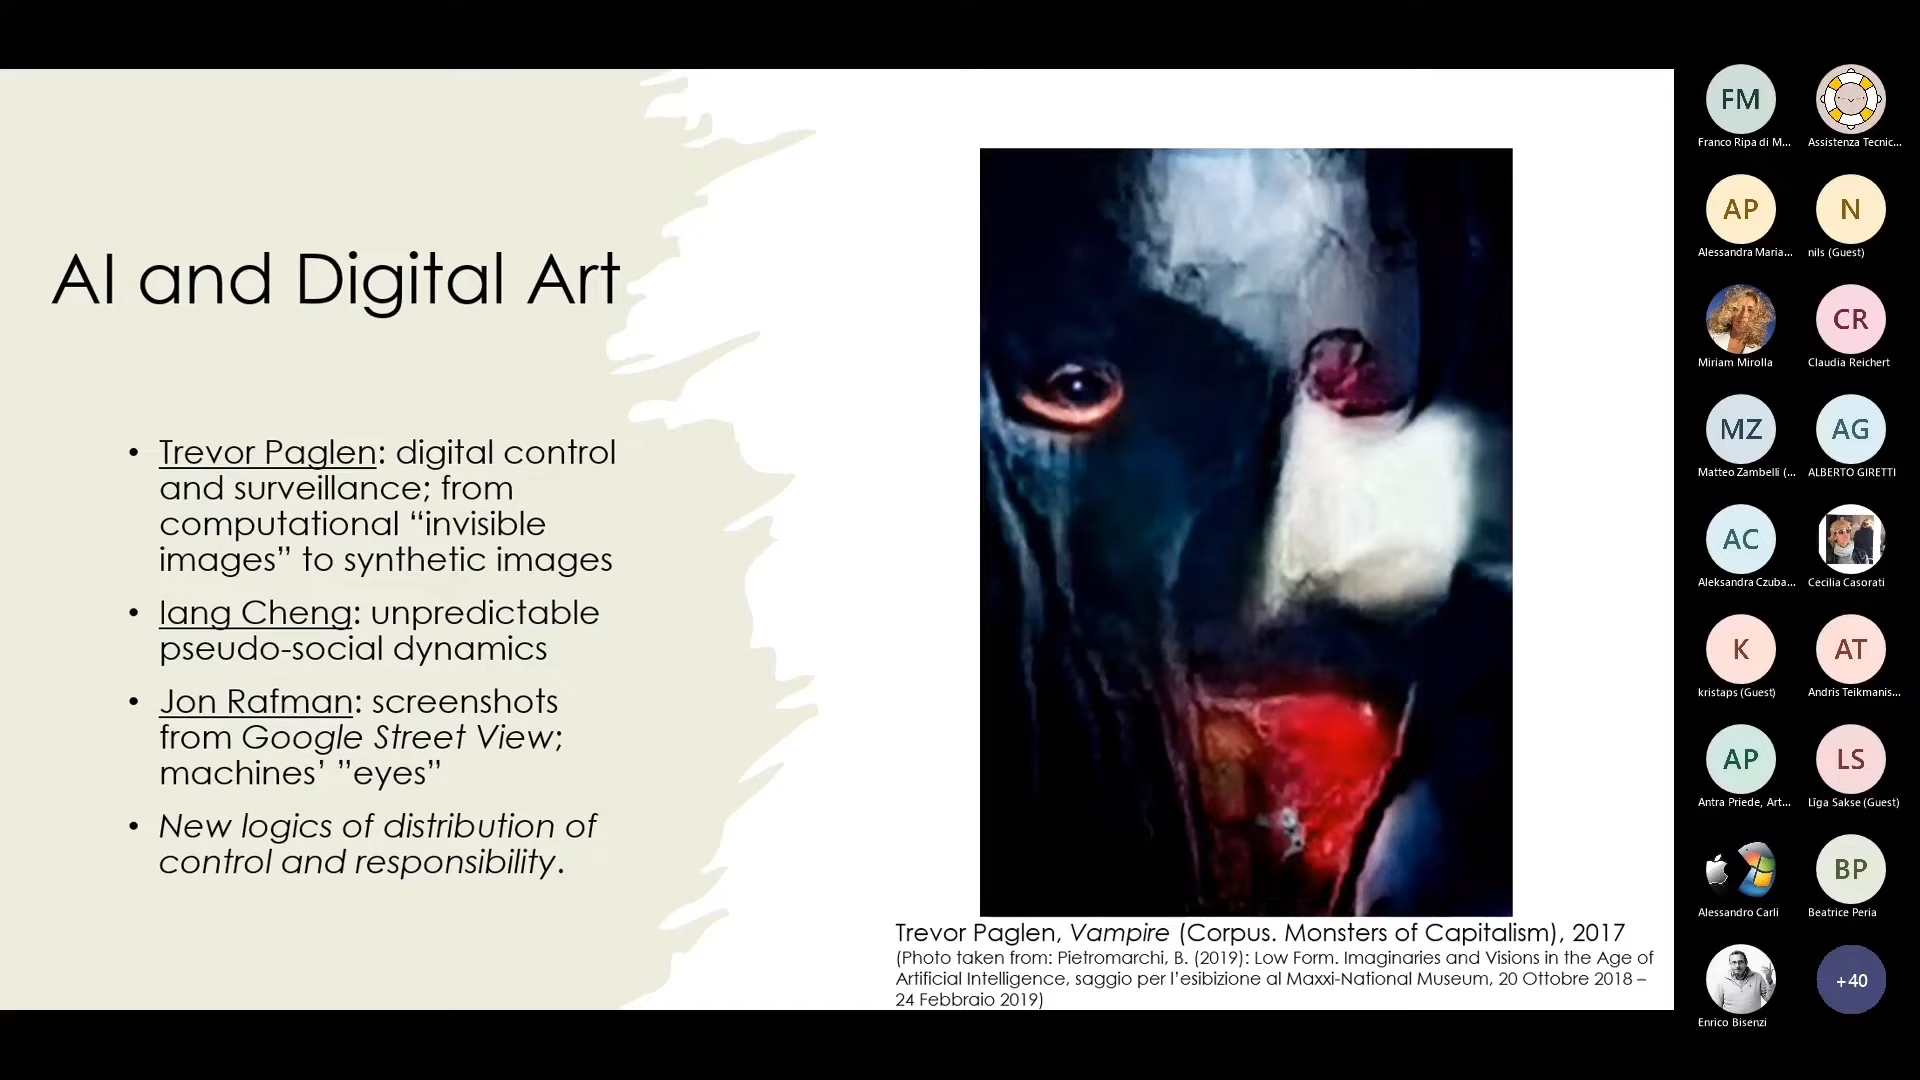 AI and Digital Art
• Trevor Paglen: digital control
and surveillance; from
computational “invisible
images” to synthetic images
• Iang Cheng: unpredictable
pseudo-social dynamics
• Jon Rafman: screenshots
from Google Street View;
machines’ ”eyes”
• New logics of distribution of
control and responsibility.
Trevor Paglen, Vampire (Corpus. Monsters of Capitalism), 2017
(Photo taken from: Pietromarchi, B. (2019): Low Form. Imaginaries and Visions in the Age of
Artificial Intelligence, saggio per l’esibizione al Maxxi-National Museum, 20 Ottobre 2018 –
24 Febbraio 2019)
FM
Franco Ripa di M...
Assistenza Tecnic...
AP
N
Alessandra Maria...
nils (Guest)
CR
Miriam Mirolla
Claudia Reichert
MZ
AG
Matteo Zambelli (...
ALBERTO GIRETTI
AC
Aleksandra Czuba...
Cecilia Casorati
K
AT
kristaps (Guest)
Andris Teikmanis...
AP
LS
Antra Priede, Art...
Līga Sakse (Guest)
BP
Alessandro Carli
Beatrice Peria
+40
Enrico Bisenzi